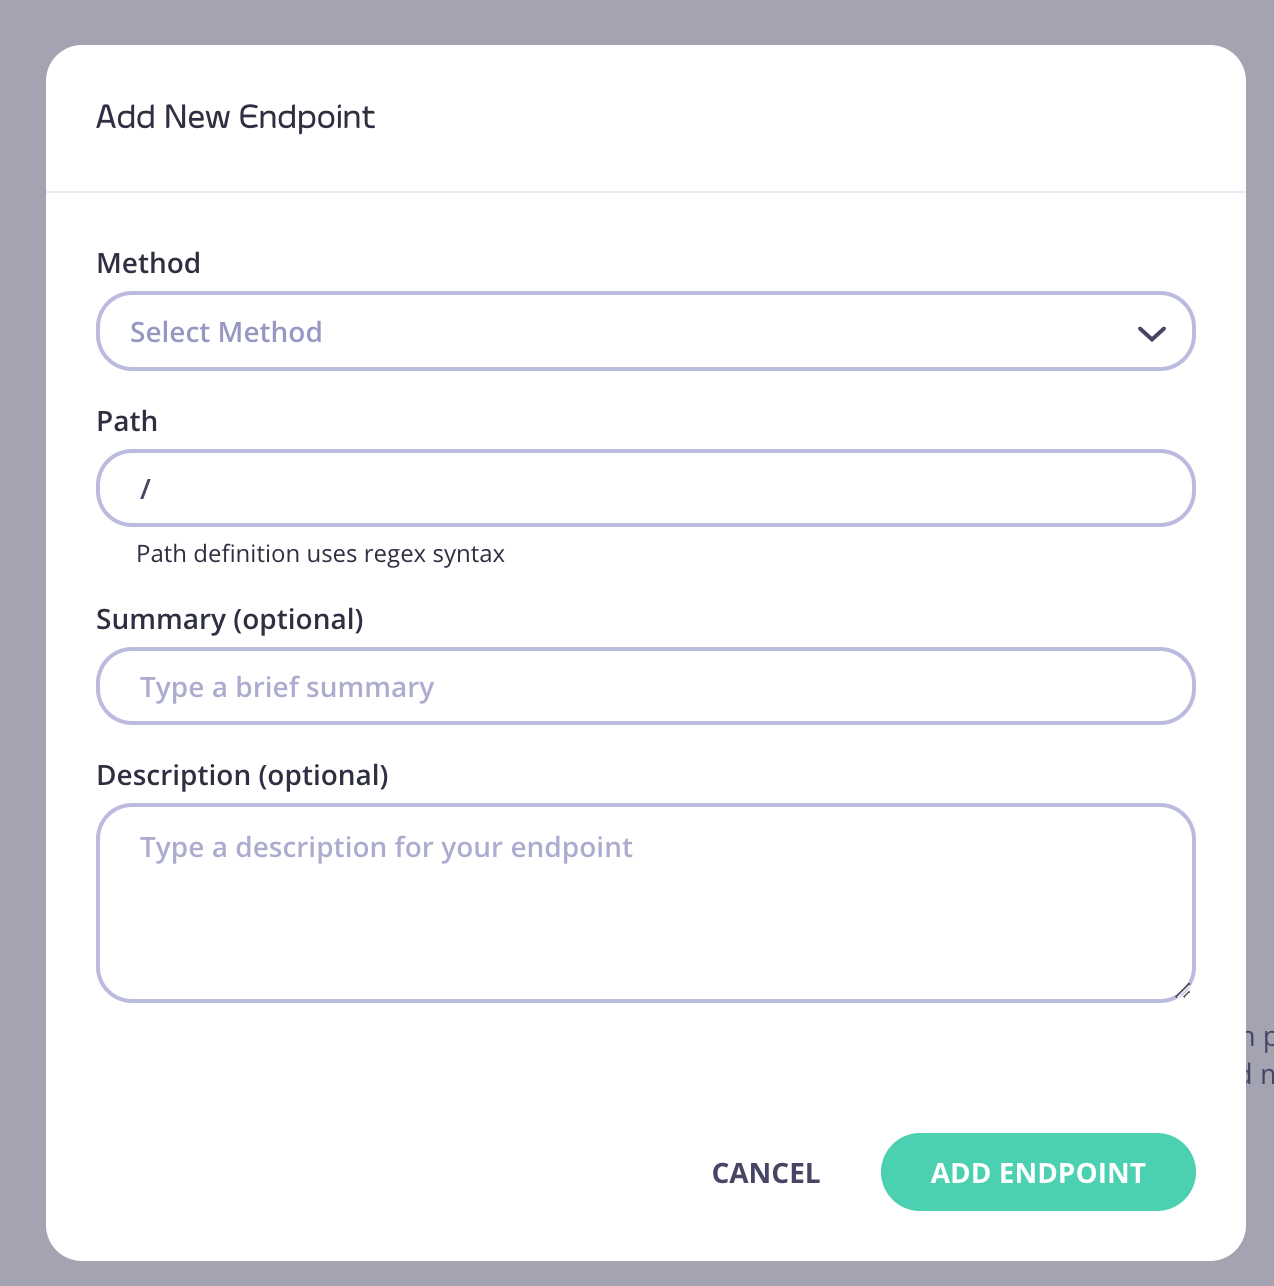 Add New Endpoint
Method
Select Method
Path
/
Path definition uses regex syntax
Summary (optional)
Type a brief summary
Description (optional)
Type a description for your endpoint
CANCEL
ADD ENDPOINT